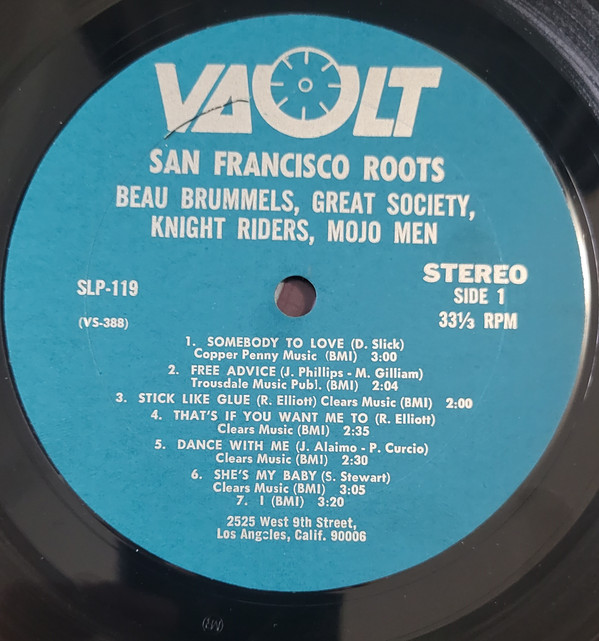 VAULT
SAN FRANCISCO ROOTS
BEAU BRUMMELS, GREAT SOCIETY,
KNIGHT RIDERS, MOJO MEN
SLP-119
(VS-388)
STEREO
SIDE 1
33⅓ RPM
1. SOMEBODY TO LOVE (D. Slick)
Copper Penny Music (BMI) 3:00
2. FREE ADVICE (J. Phillips - M. Gilliam)
Trousdale Music Publ. (BMI) 2:04
3. STICK LIKE GLUE (R. Elliott) Clears Music (BMI) 2:00
4. THAT'S IF YOU WANT ME TO (R. Elliott)
Clears Music (BMI) 2:35
5. DANCE WITH ME (J. Alaimo - P. Curcio)
Clears Music (BMI) 2:30
6. SHE'S MY BABY (S. Stewart)
Clears Music (BMI) 3:05
7. I (BMI) 3:20
2525 West 9th Street,
Los Angeles, Calif. 90006